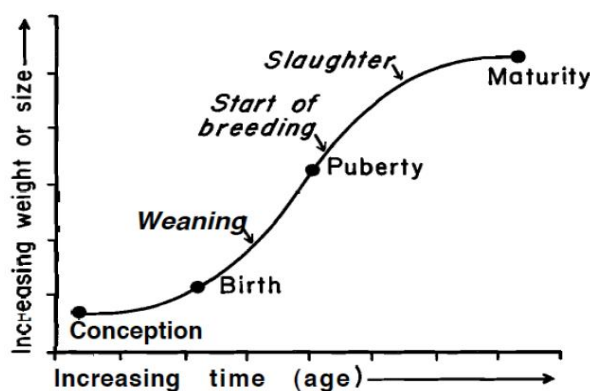 Increasing weight or size
Slaughter
Maturity
Start of
breeding
Puberty
Weaning
Birth
Conception
Increasing time (age)